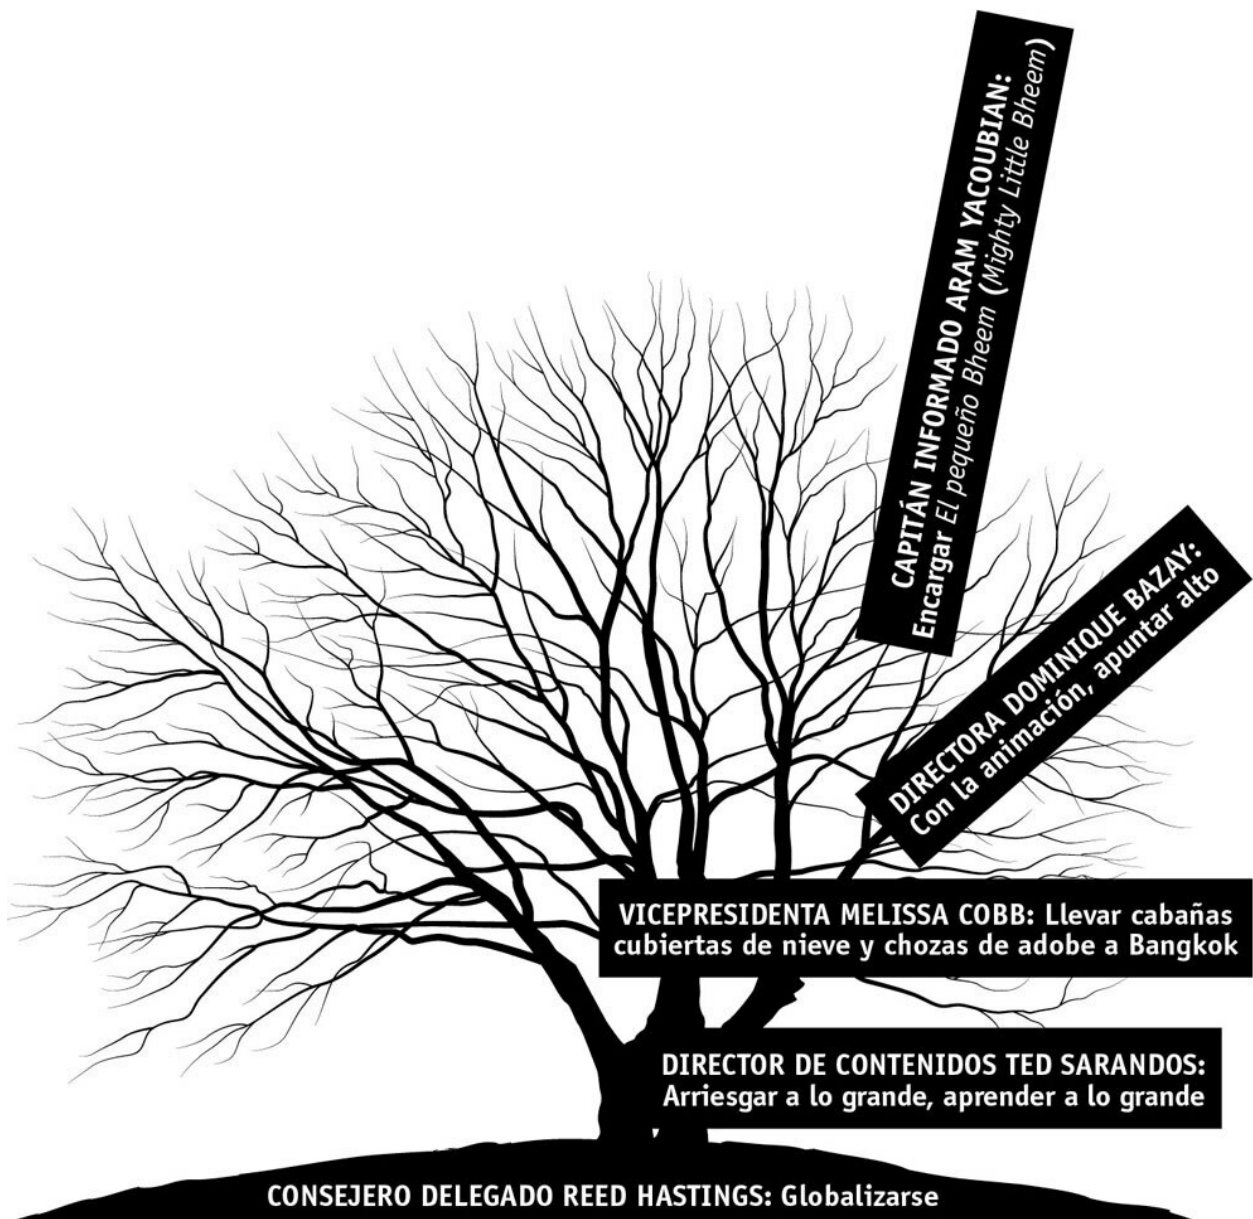 CAPITÁN INFORMADO ARAM YACOUBIAN:
Encargar El pequeño Bheem (Mighty Little Bheem)
DIRECTORA DOMINIQUE BAZAY:
Con la animación, apuntar alto
VICEPRESIDENTA MELISSA COBB: Llevar cabañas
cubiertas de nieve y chozas de adobe a Bangkok
DIRECTOR DE CONTENIDOS TED SARANDOS:
Arriesgar a lo grande, aprender a lo grande
CONSEJERO DELEGADO REED HASTINGS: Globalizarse